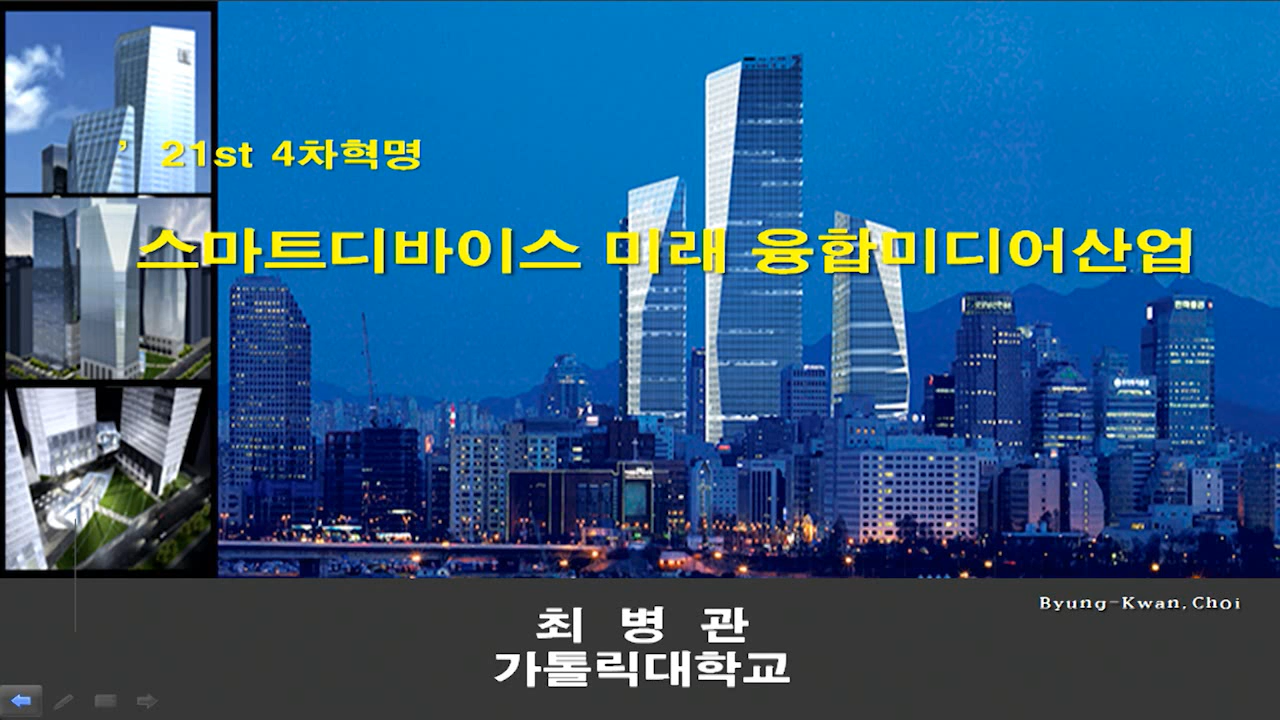 ’ 21st 4차혁명
스마트디바이스 미래 융합미디어산업
Byung-Kwan,Choi
최 병 관
가톨릭대학교